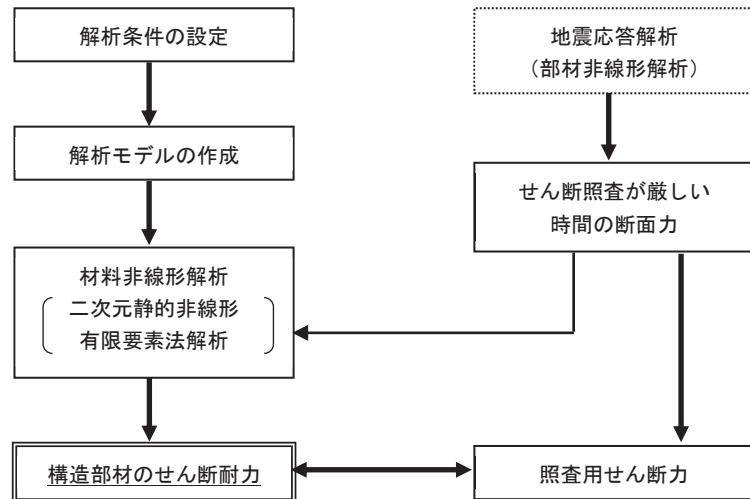 解析条件の設定
地震応答解析
（部材非線形解析）
解析モデルの作成
せん断照査が厳しい
時間の断面力
材料非線形解析
二次元静的非線形
有限要素法解析
構造部材のせん断耐力
照査用せん断力